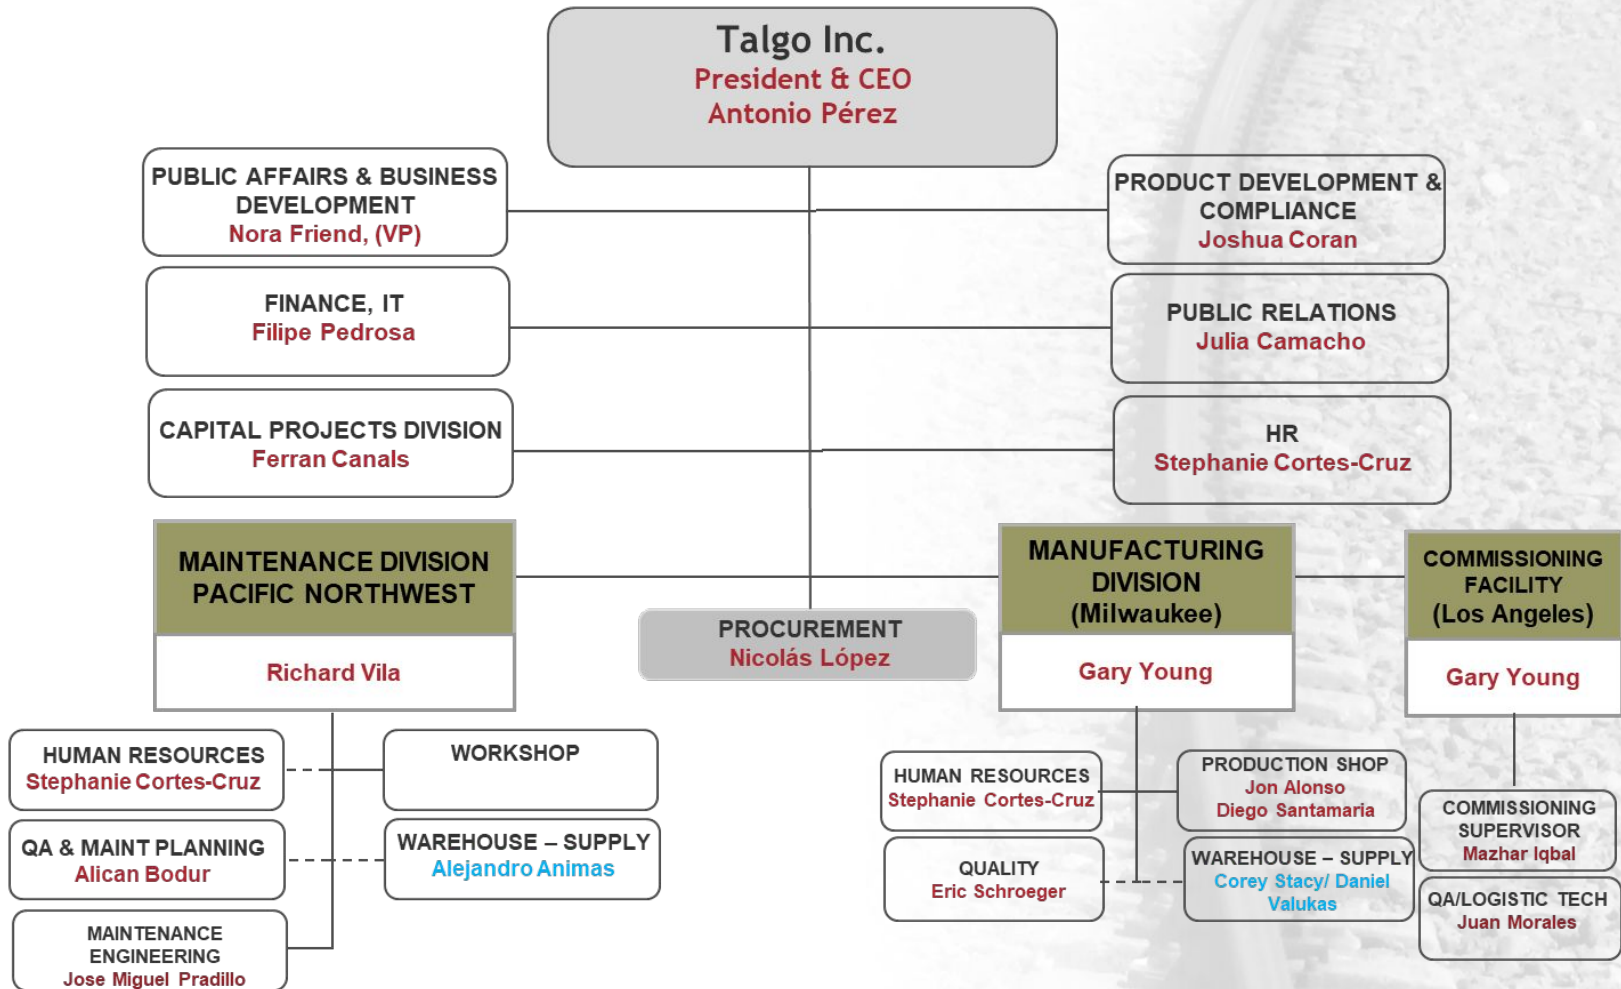 Talgo Inc.
President & CEO
Antonio Pérez
PUBLIC AFFAIRS & BUSINESS
DEVELOPMENT
Nora Friend, (VP)
PRODUCT DEVELOPMENT &
COMPLIANCE
Joshua Coran
FINANCE, IT
Filipe Pedrosa
PUBLIC RELATIONS
Julia Camacho
CAPITAL PROJECTS DIVISION
Ferran Canals
HR
Stephanie Cortes-Cruz
MAINTENANCE DIVISION
PACIFIC NORTHWEST
Richard Vila
PROCUREMENT
Nicolás López
MANUFACTURING
DIVISION
(Milwaukee)
Gary Young
COMMISSIONING
FACILITY
(Los Angeles)
Gary Young
HUMAN RESOURCES
Stephanie Cortes-Cruz
WORKSHOP
QA & MAINT PLANNING
Alican Bodur
WAREHOUSE – SUPPLY
Alejandro Animas
MAINTENANCE
ENGINEERING
Jose Miguel Pradillo
HUMAN RESOURCES
Stephanie Cortes-Cruz
PRODUCTION SHOP
Jon Alonso
Diego Santamaria
QUALITY
Eric Schroeger
WAREHOUSE – SUPPLY
Corey Stacy/ Daniel
Valukas
COMMISSIONING
SUPERVISOR
Mazhar Iqbal
QA/LOGISTIC TECH
Juan Morales